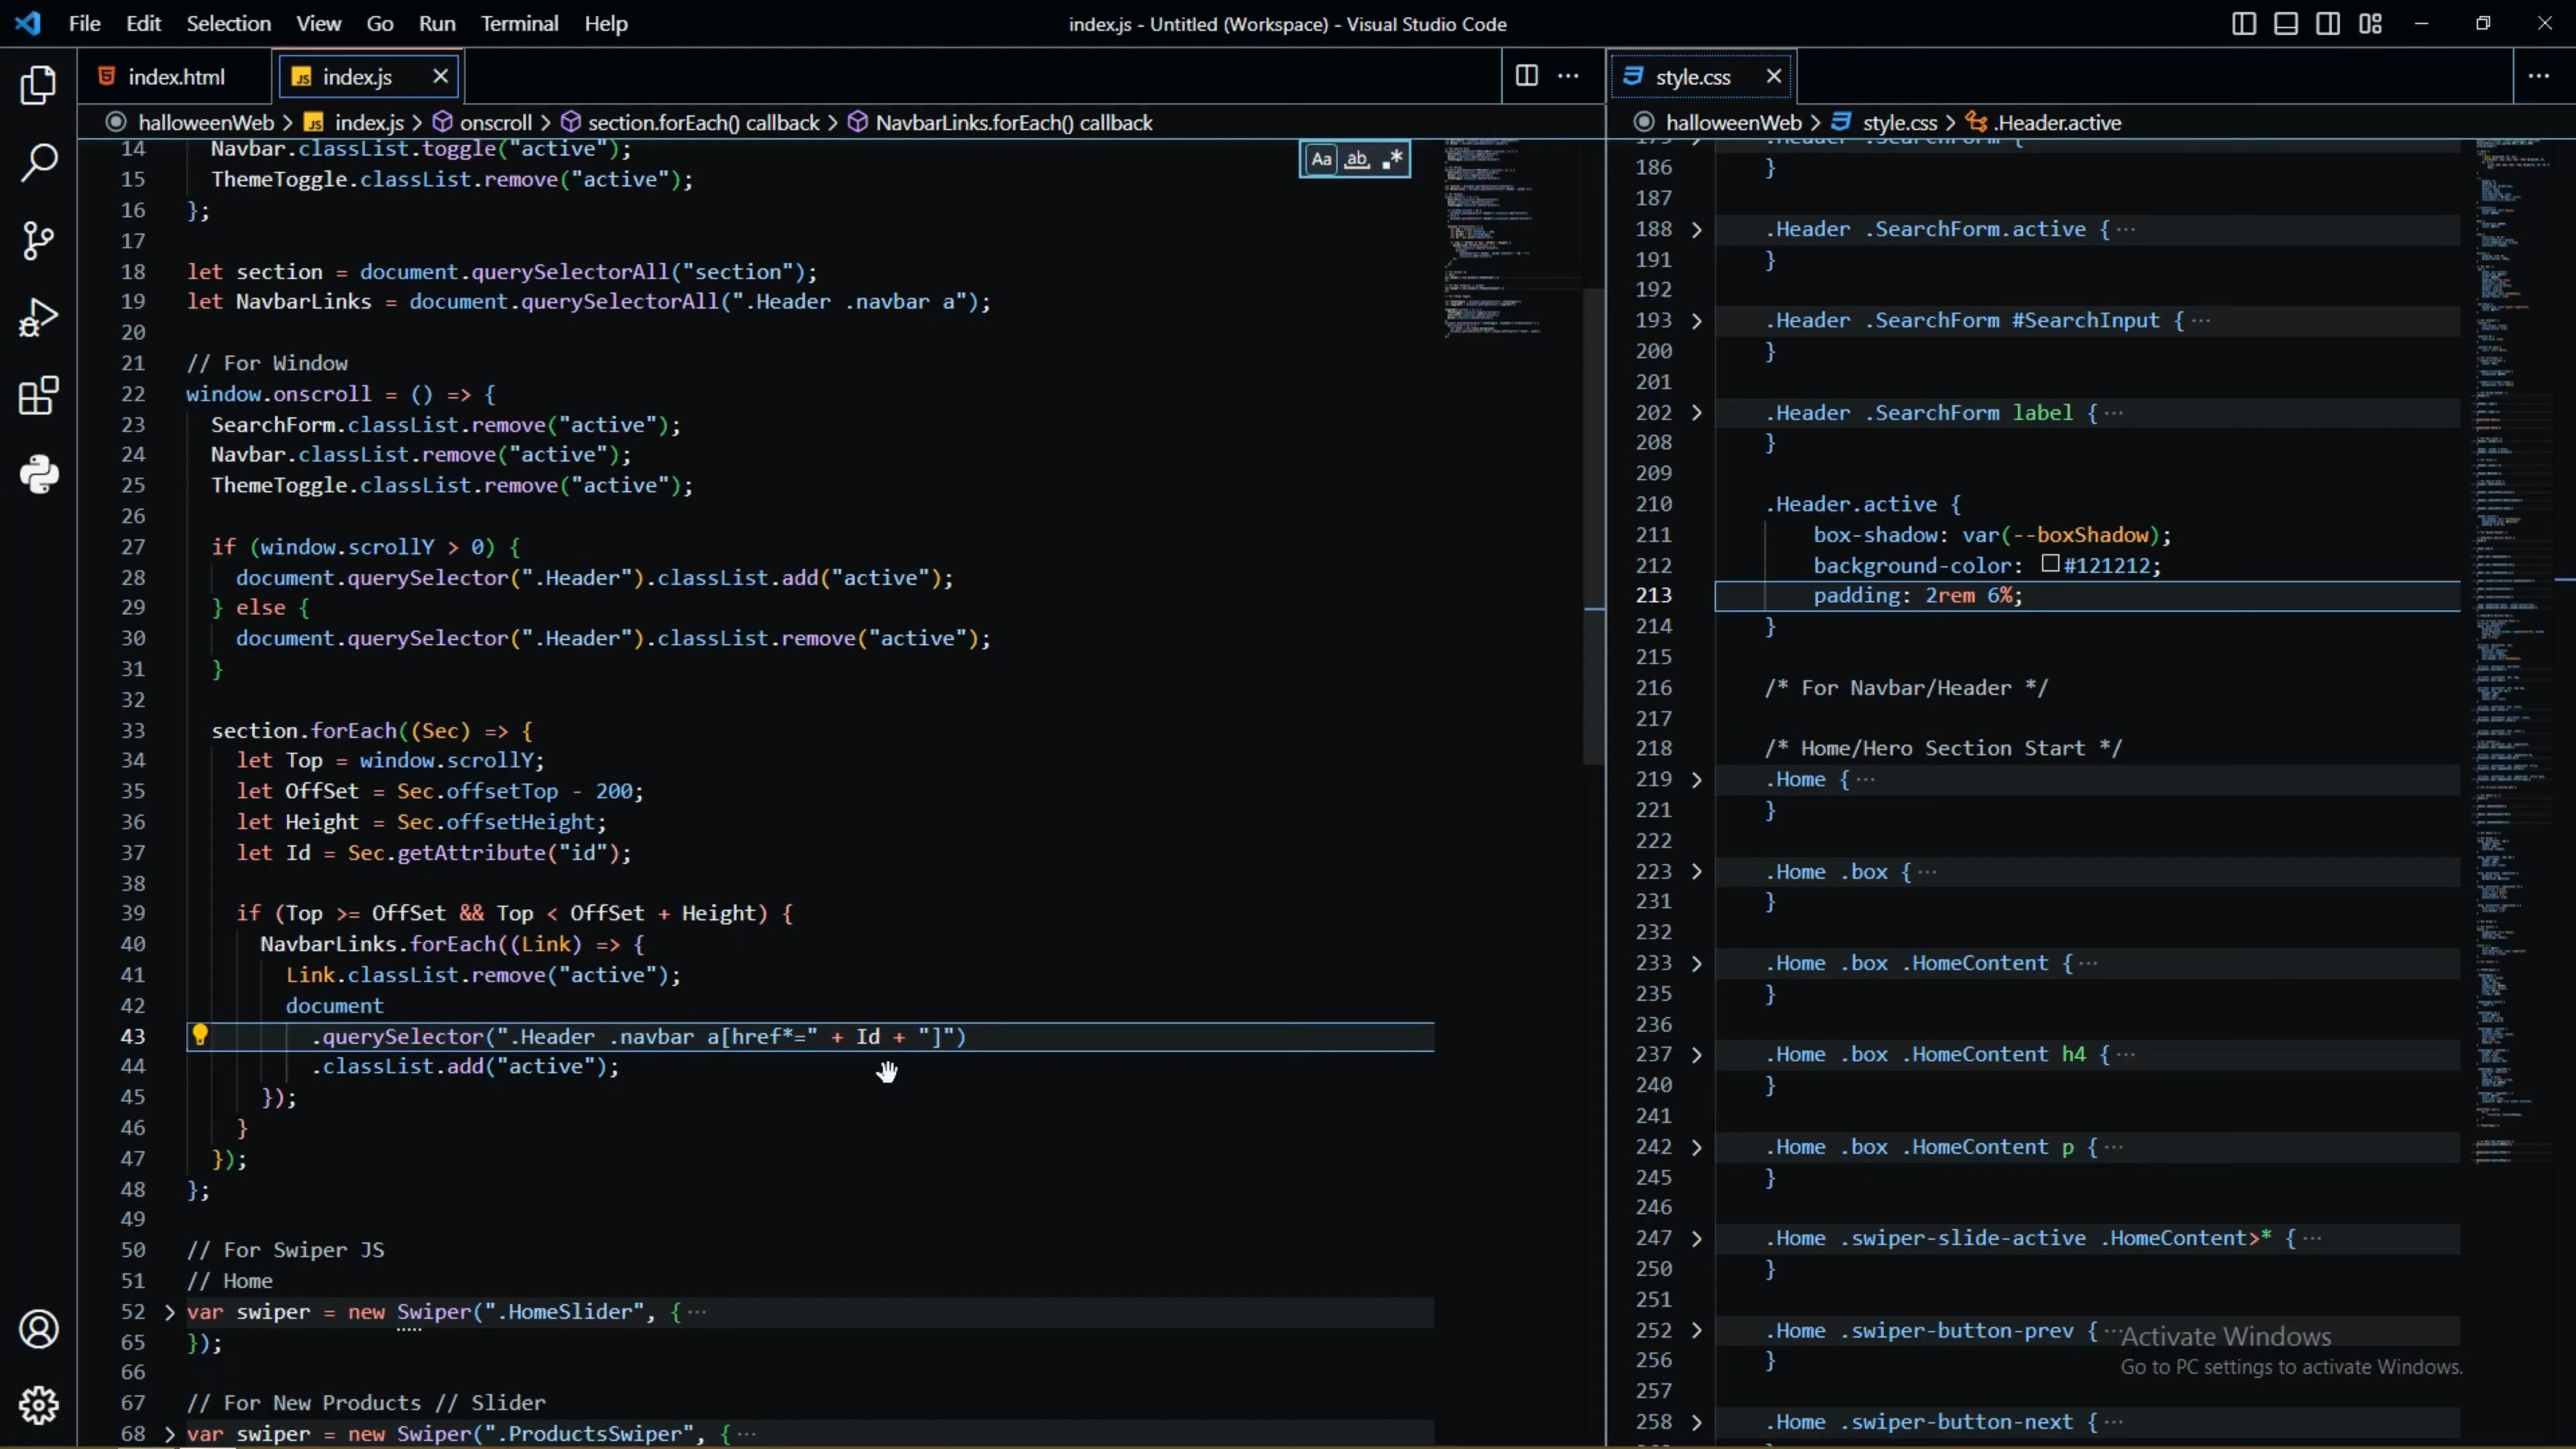 File Edit Selection View Go Run Terminal Help
index.js - Untitled (Workspace) - Visual Studio Code
index.html
JS index.js
halloweenWeb > JS index.js > onscroll > section.forEach() callback > NavbarLinks.forEach() callback
Aa ab .*
14 Navbar.classList.toggle("active");
15 ThemeToggle.classList.remove("active");
16 };
17
18 let section = document.querySelectorAll("section");
19 let NavbarLinks = document.querySelectorAll(".Header .navbar a");
20
21 // For Window
22 window.onscroll = () => {
23 SearchForm.classList.remove("active");
24 Navbar.classList.remove("active");
25 ThemeToggle.classList.remove("active");
26
27 if (window.scrollY > 0) {
28 document.querySelector(".Header").classList.add("active");
29 } else {
30 document.querySelector(".Header").classList.remove("active");
31 }
32
33 section.forEach((Sec) => {
34 let Top = window.scrollY;
35 let OffSet = Sec.offsetTop - 200;
36 let Height = Sec.offsetHeight;
37 let Id = Sec.getAttribute("id");
38
39 if (Top >= OffSet && Top < OffSet + Height) {
40 NavbarLinks.forEach((Link) => {
41 Link.classList.remove("active");
42 document
43 .querySelector(".Header .navbar a[href*=" + Id + "]")
44 .classList.add("active");
45 });
46 }
47 });
48 };
49
50 // For Swiper JS
51 // Home
52 var swiper = new Swiper(".HomeSlider", {···
65 });
66
67 // For New Products // Slider
68 var swiper = new Swiper(".ProductsSwiper", {···
style.css
halloweenWeb > style.css > .Header.active
.Header .SearchForm {
186 }
187
188 .Header .SearchForm.active {···
191 }
192
193 .Header .SearchForm #SearchInput {···
200 }
201
202 .Header .SearchForm label {···
208 }
209
210 .Header.active {
211 box-shadow: var(--boxShadow);
212 background-color: #121212;
213 padding: 2rem 6%;
214 }
215
216 /* For Navbar/Header */
217
218 /* Home/Hero Section Start */
219 .Home {···
221 }
222
223 .Home .box {···
231 }
232
233 .Home .box .HomeContent {···
235 }
236
237 .Home .box .HomeContent h4 {···
240 }
241
242 .Home .box .HomeContent p {···
245 }
246
247 .Home .swiper-slide-active .HomeContent>* {···
250 }
251
252 .Home .swiper-button-prev {···
256 }
257
258 .Home .swiper-button-next {···
Activate Windows
Go to PC settings to activate Windows.